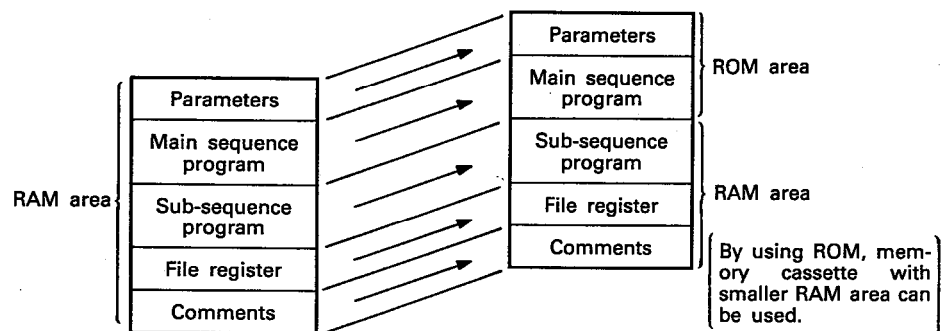 RAM area
Parameters
Main sequence
program
Sub-sequence
program
File register
Comments
Parameters
Main sequence
program
Sub-sequence
program
File register
Comments
ROM area
RAM area
By using ROM, mem-
ory cassette with
smaller RAM area can
be used.